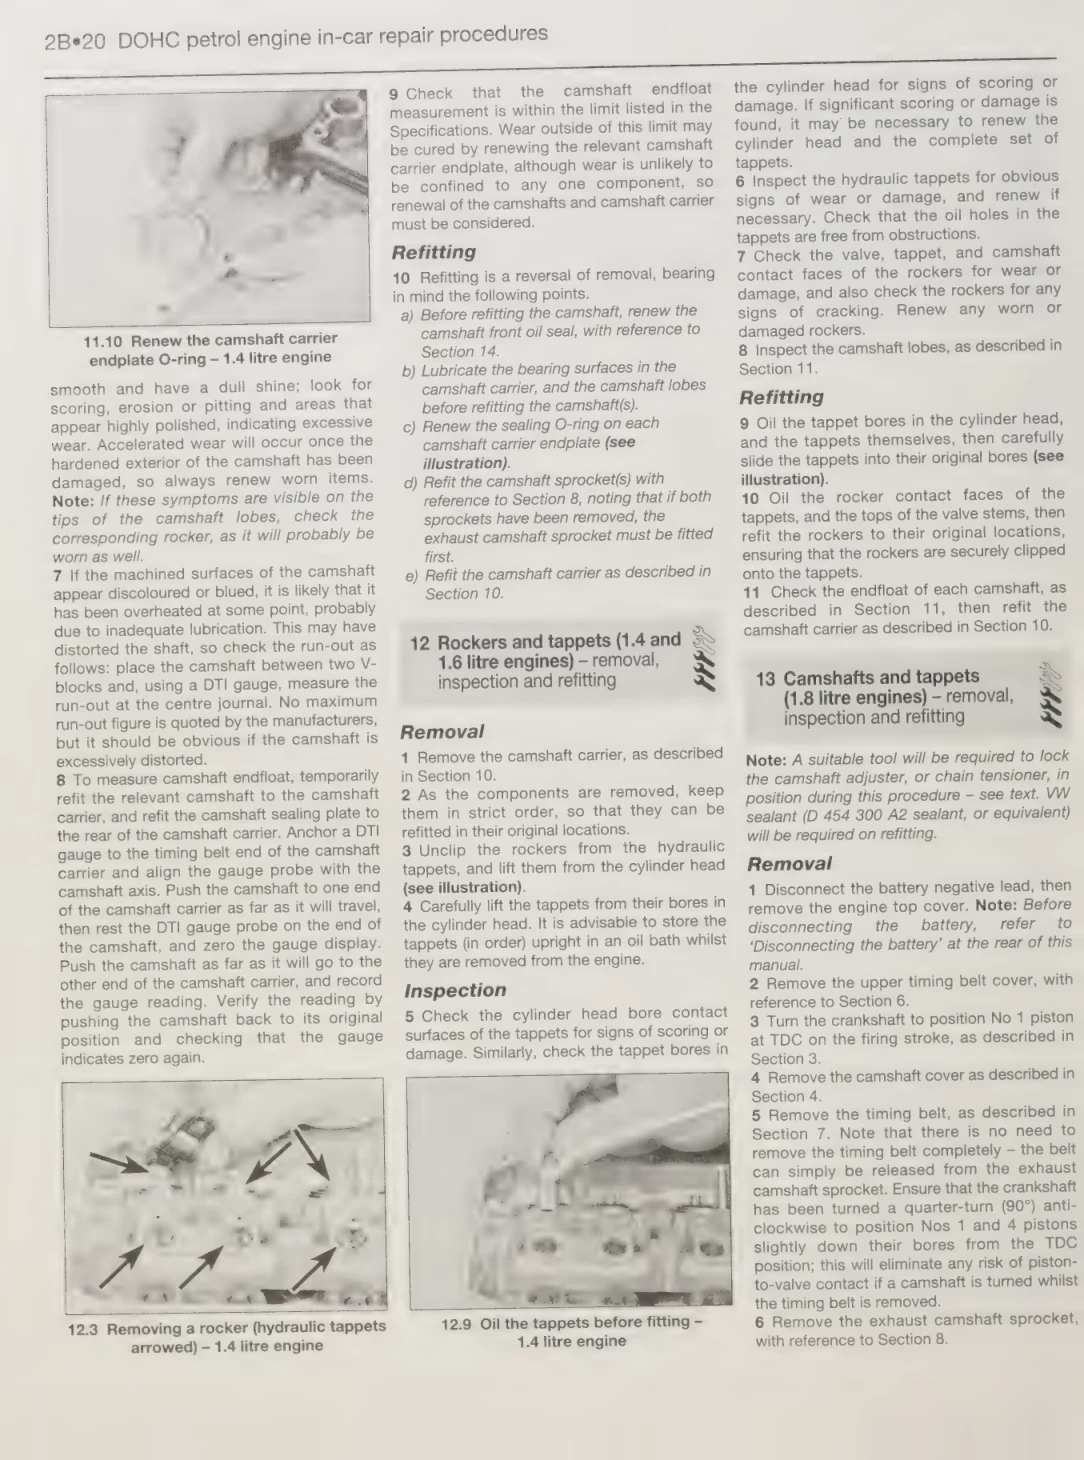 2B•20 DOHC petrol engine in-car repair procedures
11.10 Renew the camshaft carrier
endplate O-ring – 1.4 litre engine
smooth and have a dull shine; look for
scoring, erosion or pitting and areas that
appear highly polished, indicating excessive
wear. Accelerated wear will occur once the
hardened exterior of the camshaft has been
damaged, so always renew worn items.
Note: If these symptoms are visible on the
tips of the camshaft lobes, check the
corresponding rocker, as it will probably be
worn as well.
7 If the machined surfaces of the camshaft
appear discoloured or blued, it is likely that it
has been overheated at some point, probably
due to inadequate lubrication. This may have
distorted the shaft, so check the run-out as
follows: place the camshaft between two V-
blocks and, using a DTI gauge, measure the
run-out at the centre journal. No maximum
run-out figure is quoted by the manufacturers,
but it should be obvious if the camshaft is
excessively distorted.
8 To measure camshaft endfloat, temporarily
refit the relevant camshaft to the camshaft
carrier, and refit the camshaft sealing plate to
the rear of the camshaft carrier. Anchor a DTI
gauge to the timing belt end of the camshaft
carrier and align the gauge probe with the
camshaft axis. Push the camshaft to one end
of the camshaft carrier as far as it will travel,
then rest the DTI gauge probe on the end of
the camshaft, and zero the gauge display.
Push the camshaft as far as it will go to the
other end of the camshaft carrier, and record
the gauge reading. Verify the reading by
pushing the camshaft back to its original
position and checking that the gauge
indicates zero again.
12.3 Removing a rocker (hydraulic tappets
arrowed) – 1.4 litre engine
9 Check that the camshaft endfloat
measurement is within the limit listed in the
Specifications. Wear outside of this limit may
be cured by renewing the relevant camshaft
carrier endplate, although wear is unlikely to
be confined to any one component, so
renewal of the camshafts and camshaft carrier
must be considered.
Refitting
10 Refitting is a reversal of removal, bearing
in mind the following points.
a) Before refitting the camshaft, renew the
camshaft front oil seal, with reference to
Section 14.
b) Lubricate the bearing surfaces in the
camshaft carrier, and the camshaft lobes
before refitting the camshaft(s).
c) Renew the sealing O-ring on each
camshaft carrier endplate (see
illustration).
d) Refit the camshaft sprocket(s) with
reference to Section 8, noting that if both
sprockets have been removed, the
exhaust camshaft sprocket must be fitted
first.
e) Refit the camshaft carrier as described in
Section 10.
12 Rockers and tappets (1.4 and
1.6 litre engines) – removal,
inspection and refitting
Removal
1 Remove the camshaft carrier, as described
in Section 10.
2 As the components are removed, keep
them in strict order, so that they can be
refitted in their original locations.
3 Unclip the rockers from the hydraulic
tappets, and lift them from the cylinder head
(see illustration).
4 Carefully lift the tappets from their bores in
the cylinder head. It is advisable to store the
tappets (in order) upright in an oil bath whilst
they are removed from the engine.
Inspection
5 Check the cylinder head bore contact
surfaces of the tappets for signs of scoring or
damage. Similarly, check the tappet bores in
12.9 Oil the tappets before fitting –
1.4 litre engine
the cylinder head for signs of scoring or
damage. If significant scoring or damage is
found, it may be necessary to renew the
cylinder head and the complete set of
tappets.
6 Inspect the hydraulic tappets for obvious
signs of wear or damage, and renew if
necessary. Check that the oil holes in the
tappets are free from obstructions.
7 Check the valve, tappet, and camshaft
contact faces of the rockers for wear or
damage, and also check the rockers for any
signs of cracking. Renew any worn or
damaged rockers.
8 Inspect the camshaft lobes, as described in
Section 11.
Refitting
9 Oil the tappet bores in the cylinder head,
and the tappets themselves, then carefully
slide the tappets into their original bores (see
illustration).
10 Oil the rocker contact faces of the
tappets, and the tops of the valve stems, then
refit the rockers to their original locations,
ensuring that the rockers are securely clipped
onto the tappets.
11 Check the endfloat of each camshaft, as
described in Section 11, then refit the
camshaft carrier as described in Section 10.
13 Camshafts and tappets
(1.8 litre engines) – removal,
inspection and refitting
Note: A suitable tool will be required to lock
the camshaft adjuster, or chain tensioner, in
position during this procedure – see text. VW
sealant (D 454 300 A2 sealant, or equivalent)
will be required on refitting.
Removal
1 Disconnect the battery negative lead, then
remove the engine top cover. Note: Before
disconnecting the battery, refer to
'Disconnecting the battery' at the rear of this
manual.
2 Remove the upper timing belt cover, with
reference to Section 6.
3 Turn the crankshaft to position No 1 piston
at TDC on the firing stroke, as described in
Section 3.
4 Remove the camshaft cover as described in
Section 4.
5 Remove the timing belt, as described in
Section 7. Note that there is no need to
remove the timing belt completely – the belt
can simply be released from the exhaust
camshaft sprocket. Ensure that the crankshaft
has been turned a quarter-turn (90°) anti-
clockwise to position Nos 1 and 4 pistons
slightly down their bores from the TDC
position; this will eliminate any risk of piston-
to-valve contact if a camshaft is turned whilst
the timing belt is removed.
6 Remove the exhaust camshaft sprocket,
with reference to Section 8.